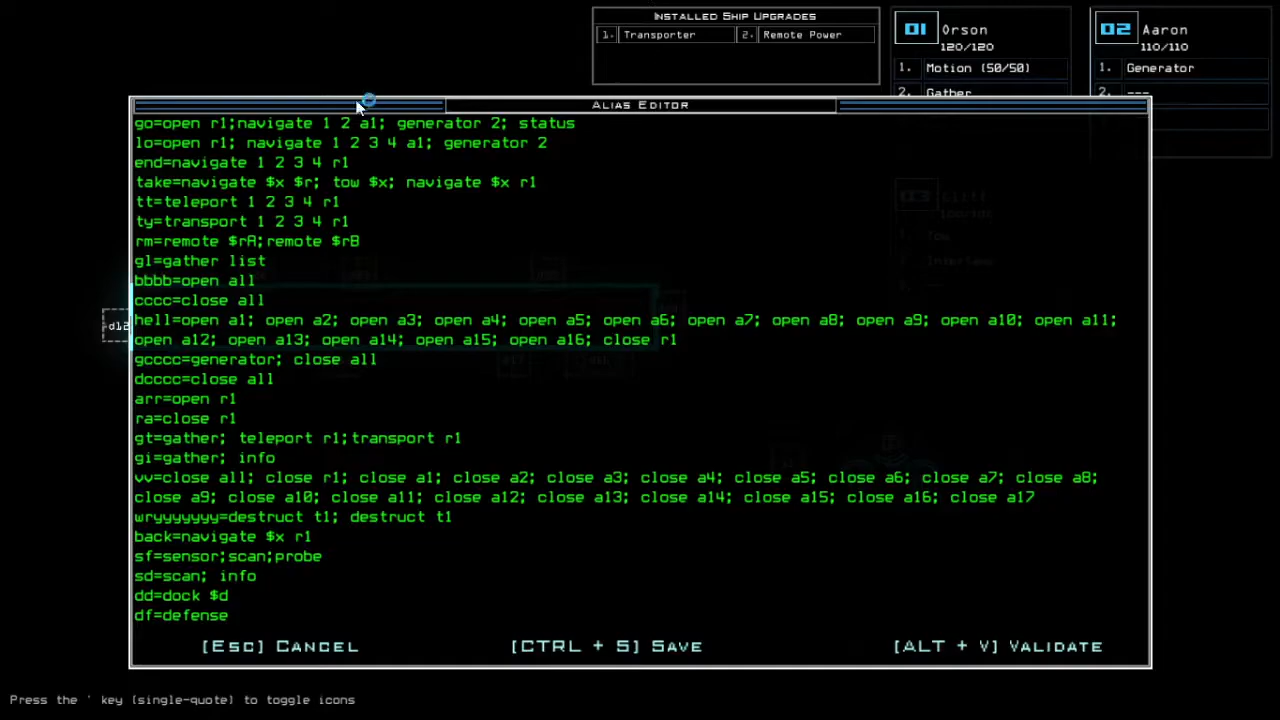 Installed Ship Upgrades
1. Transporter 2. Remote Power
01 Orson
120/120
1. Motion (50/50)
2. Gather
02 Aaron
110/110
1. Generator
2. ---
Alias Editor
go=open r1;navigate 1 2 a1; generator 2; status
lo=open r1; navigate 1 2 3 4 a1; generator 2
end=navigate 1 2 3 4 r1
take=navigate $x $r; tow $x; navigate $x r1
tt=teleport 1 2 3 4 r1
ty=transport 1 2 3 4 r1
rm=remote $rA;remote $rB
gl=gather list
bbbb=open all
cccc=close all
hell=open a1; open a2; open a3; open a4; open a5; open a6; open a7; open a8; open a9; open a10; open a11;
open a12; open a13; open a14; open a15; open a16; close r1
gcccc=generator; close all
dcccc=close all
arr=open r1
ra=close r1
gt=gather; teleport r1;transport r1
gi=gather; info
vv=close all; close r1; close a1; close a2; close a3; close a4; close a5; close a6; close a7; close a8;
close a9; close a10; close a11; close a12; close a13; close a14; close a15; close a16; close a17
wryyyyyyy=destruct t1; destruct t1
back=navigate $x r1
sf=sensor;scan;probe
sd=scan; info
dd=dock $d
df=defense
d12
03
Tow
[Esc] Cancel [CTRL + S] Save [ALT + V] Validate
Press the ' key (single-quote) to toggle icons